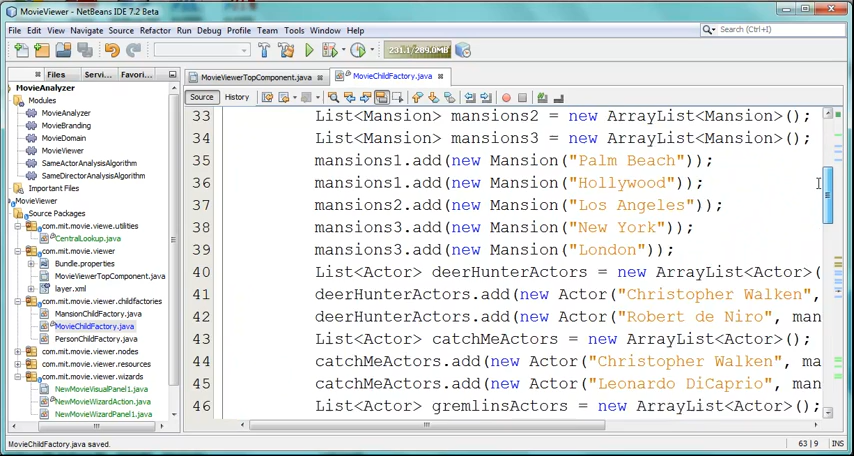 MovieViewer - NetBeans IDE 7.2 Beta
File Edit View Navigate Source Refactor Run Debug Profile Team Tools Window Help
Search (Ctrl+I)
231.1/289.0MB
Files Servi... Favori...
MovieViewerTopComponent.java
MovieChildFactory.java
Source History
MovieAnalyzer
Modules
MovieAnalyzer
MovieBranding
MovieDomain
MovieViewer
SameActorAnalysisAlgorithm
SameDirectorAnalysisAlgorithm
Important Files
MovieViewer
Source Packages
com.mit.movie.viewe.utilities
CentralLookup.java
com.mit.movie.viewer
Bundle.properties
MovieViewerTopComponent.java
layer.xml
com.mit.movie.viewer.childfactories
MansionChildFactory.java
MovieChildFactory.java
PersonChildFactory.java
com.mit.movie.viewer.nodes
com.mit.movie.viewer.resources
com.mit.movie.viewer.wizards
NewMovieVisualPanel1.java
NewMovieWizardAction.java
NewMovieWizardPanel1.java
33 List<Mansion> mansions2 = new ArrayList<Mansion>();
34 List<Mansion> mansions3 = new ArrayList<Mansion>();
35 mansions1.add(new Mansion("Palm Beach"));
36 mansions1.add(new Mansion("Hollywood"));
37 mansions2.add(new Mansion("Los Angeles"));
38 mansions3.add(new Mansion("New York"));
39 mansions3.add(new Mansion("London"));
40 List<Actor> deerHunterActors = new ArrayList<Actor>(
41 deerHunterActors.add(new Actor("Christopher Walken",
42 deerHunterActors.add(new Actor("Robert de Niro", man
43 List<Actor> catchMeActors = new ArrayList<Actor>();
44 catchMeActors.add(new Actor("Christopher Walken", ma
45 catchMeActors.add(new Actor("Leonardo DiCaprio", man
46 List<Actor> gremlinsActors = new ArrayList<Actor>();
MovieChildFactory.java saved.
63 | 9 INS